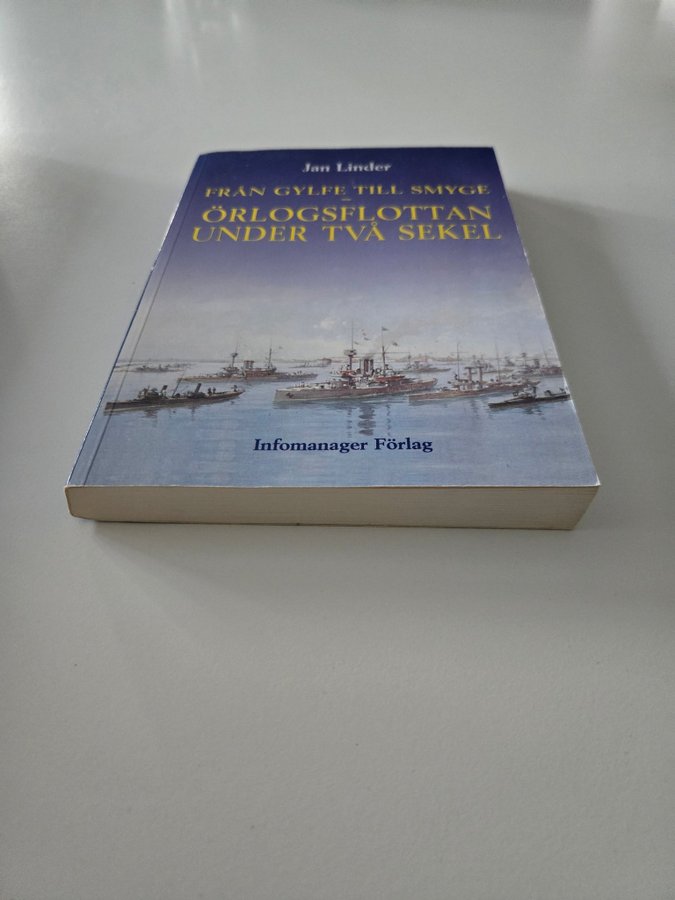 Jan Linder
FRÅN GYLFE TILL SMYGE
–
ÖRLOGSFLOTTAN
UNDER TVÅ SEKEL
Infomanager Förlag